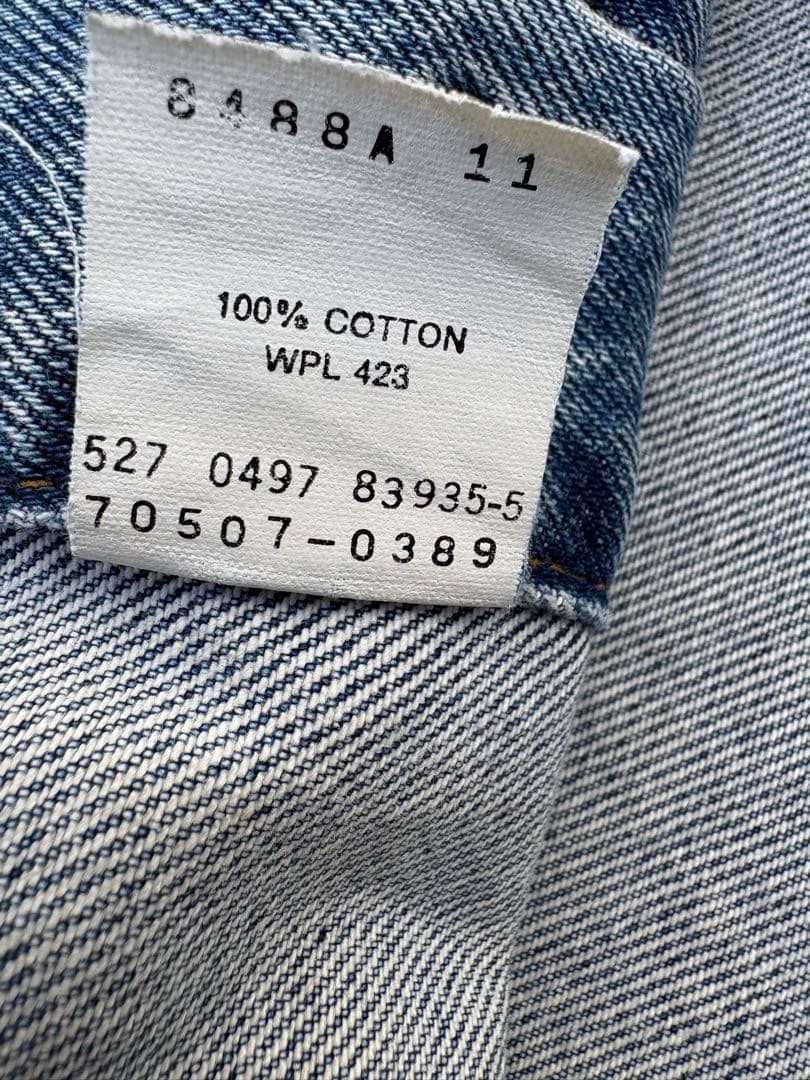 8488A 11
100% COTTON
WPL 423
527 0497 83935-5
70507-0389